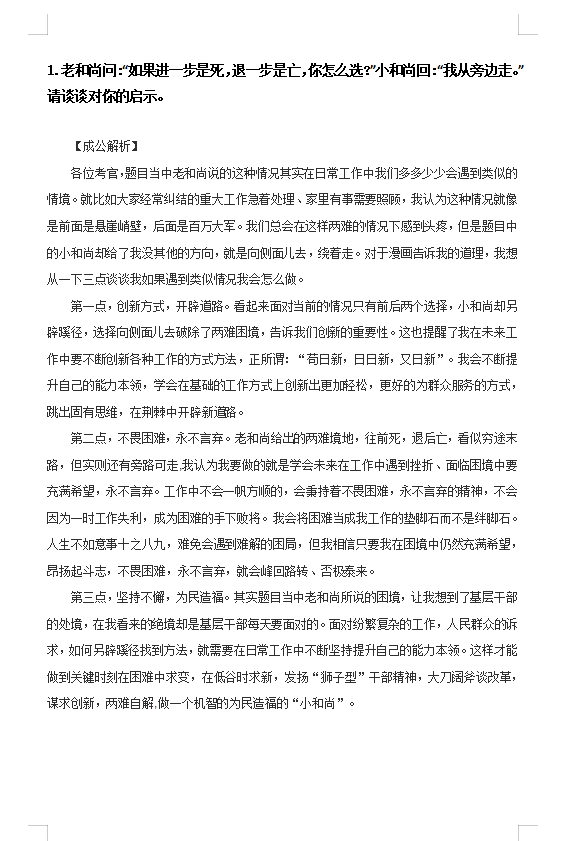 1.老和尚问：“如果进一步是死，退一步是亡，你怎么选？”小和尚回：“我从旁边走。”
请谈谈对你的启示。
【成公解析】
各位考官，题目当中老和尚说的这种情况其实在日常工作中我们多多少少会遇到类似的
情境。就比如大家经常纠结的重大工作急着处理、家里有事需要照顾，我认为这种情况就像
是前面是悬崖峭壁，后面是百万大军。我们总会在这样两难的情况下感到头疼，但是题目中
的小和尚却给了我没其他的方向，就是向侧面儿去，绕着走。对于漫画告诉我的道理，我想
从一下三点谈谈我如果遇到类似情况我会怎么做。
第一点，创新方式，开辟道路。看起来面对当前的情况只有前后两个选择，小和尚却另
辟蹊径，选择向侧面儿去破除了两难困境，告诉我们创新的重要性。这也提醒了我在未来工
作中要不断创新各种工作的方式方法，正所谓：“苟日新，日日新，又日新”。我会不断提
升自己的能力本领，学会在基础的工作方式上创新出更加轻松，更好的为群众服务的方式，
跳出固有思维，在荆棘中开辟新道路。
第二点，不畏困难，永不言弃。老和尚给出的两难境地，往前死，退后亡，看似穷途末
路，但实则还有旁路可走,我认为我要做的就是学会未来在工作中遇到挫折、面临困境中要
充满希望，永不言弃。工作中不会一帆方顺的，会秉持着不畏困难，永不言弃的精神，不会
因为一时工作失利，成为困难的手下败将。我会将困难当成我工作的垫脚石而不是绊脚石。
人生不如意事十之八九，难免会遇到难解的困局，但我相信只要我在困境中仍然充满希望，
昂扬起斗志，不畏困难，永不言弃，就会峰回路转、否极泰来。
第三点，坚持不懈，为民造福。其实题目当中老和尚所说的困境，让我想到了基层干部
的处境，在我看来的绝境却是基层干部每天要面对的。面对纷繁复杂的工作，人民群众的诉
求，如何另辟蹊径找到方法，就需要在日常工作中不断坚持提升自己的能力本领。这样才能
做到关键时刻在困难中求变，在低谷时求新，发扬“狮子型”干部精神，大刀阔斧谈改革，
谋求创新，两难自解,做一个机智的为民造福的“小和尚”。